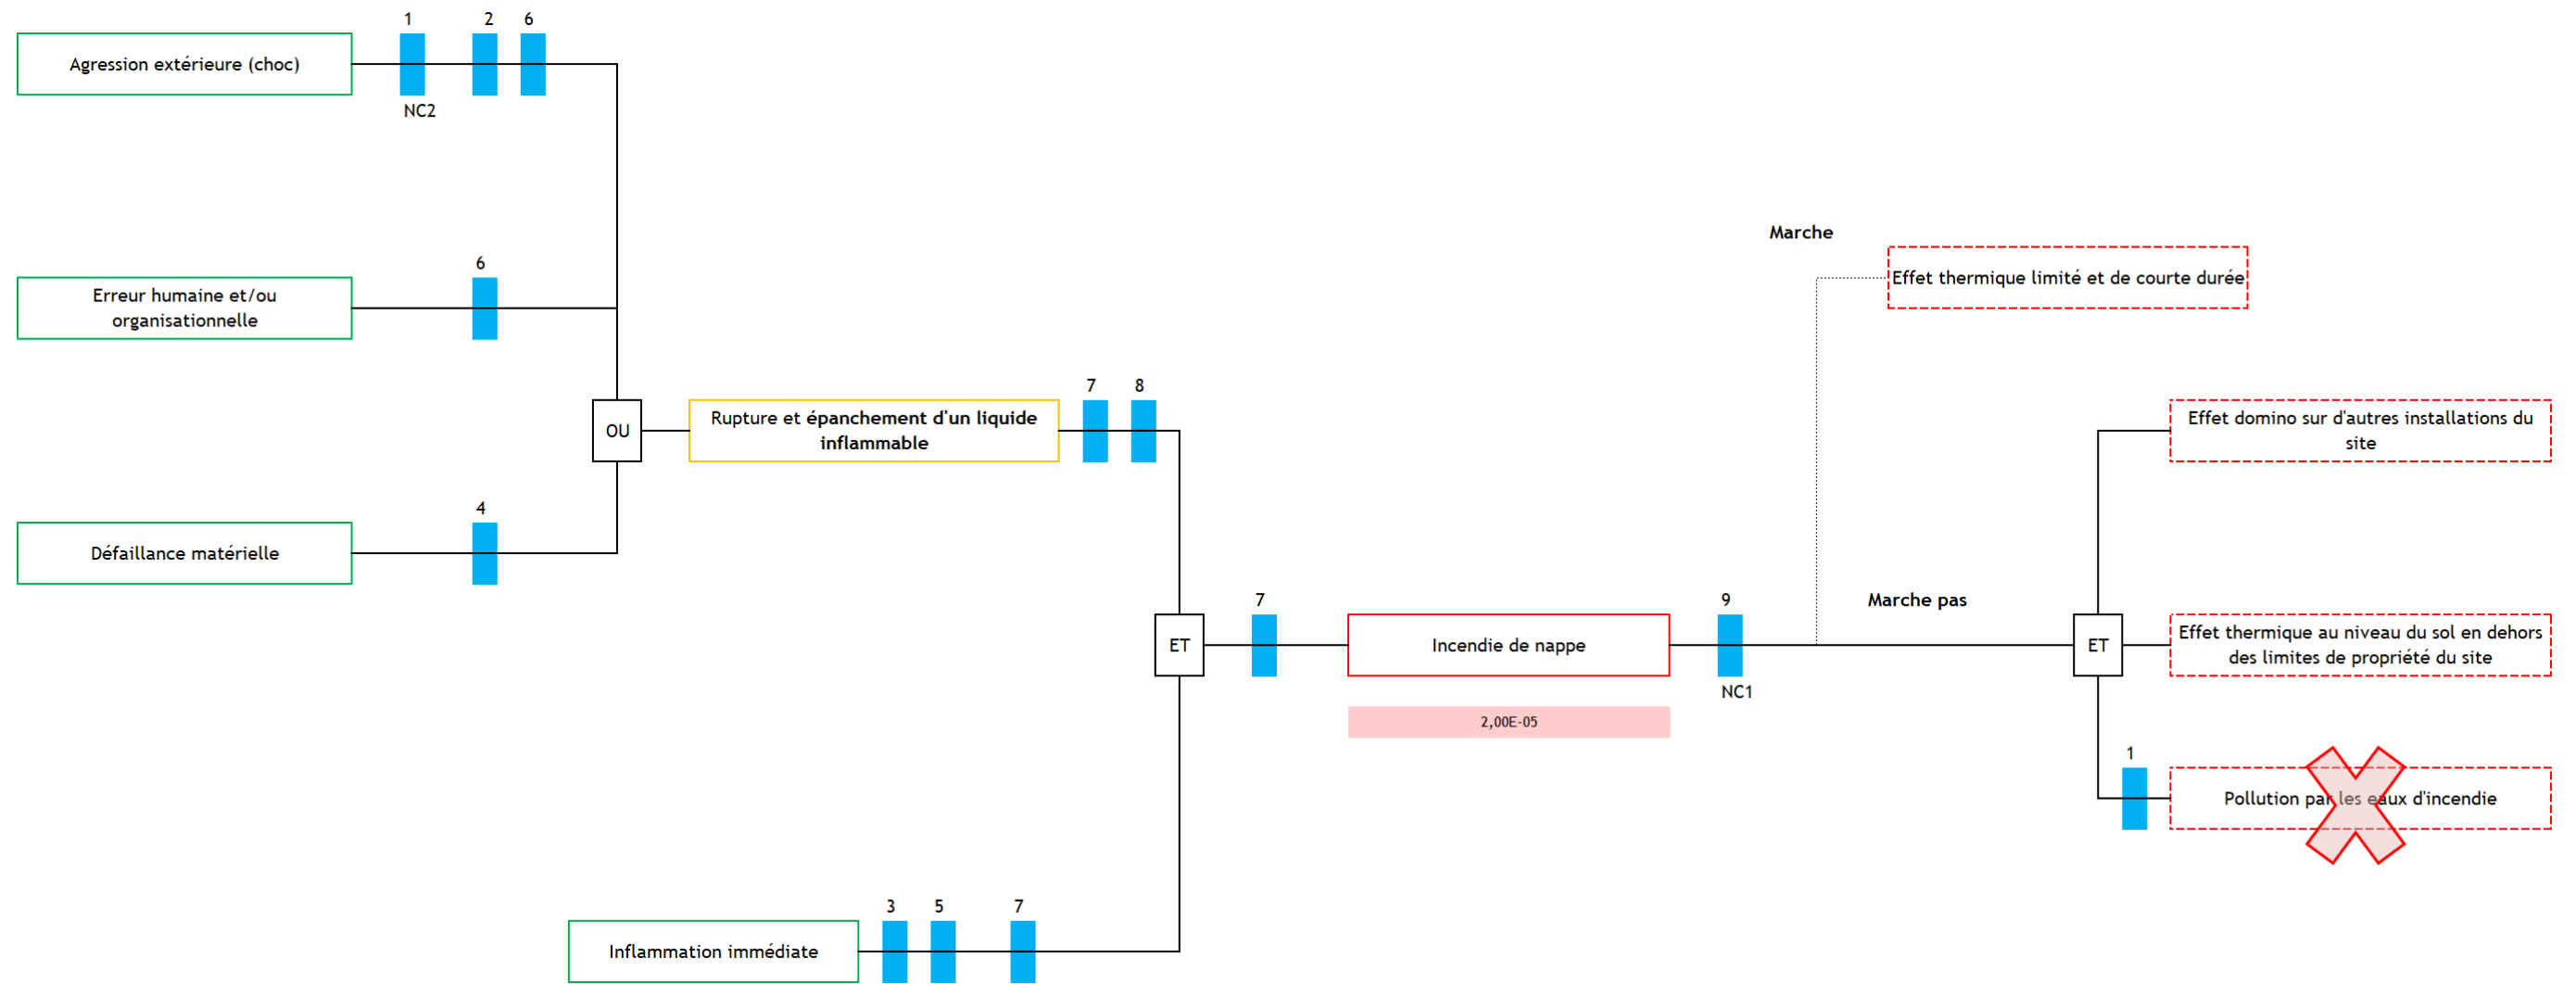 1 2 6
Agression extérieure (choc)
NC2
Marche
6
Effet thermique limité et de courte durée
Erreur humaine et/ou
organisationnelle
7 8
OU
Rupture et épanchement d'un liquide
inflammable
Effet domino sur d'autres installations du
site
4
Défaillance matérielle
7
9
Marche pas
ET
Incendie de nappe
ET
Effet thermique au niveau du sol en dehors
des limites de propriété du site
NC1
2,00E-05
1
Pollution par les eaux d'incendie
3 5 7
Inflammation immédiate